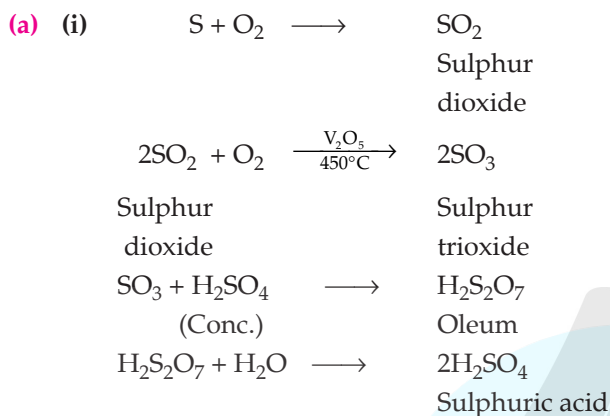 (a) (i) S + O₂ ⟶ SO₂
Sulphur
dioxide
2SO₂ + O₂ V₂O₅ 450°C ⟶ 2SO₃
Sulphur Sulphur
dioxide trioxide
SO₃ + H₂SO₄ ⟶ H₂S₂O₇
(Conc.) Oleum
H₂S₂O₇ + H₂O ⟶ 2H₂SO₄
Sulphuric acid